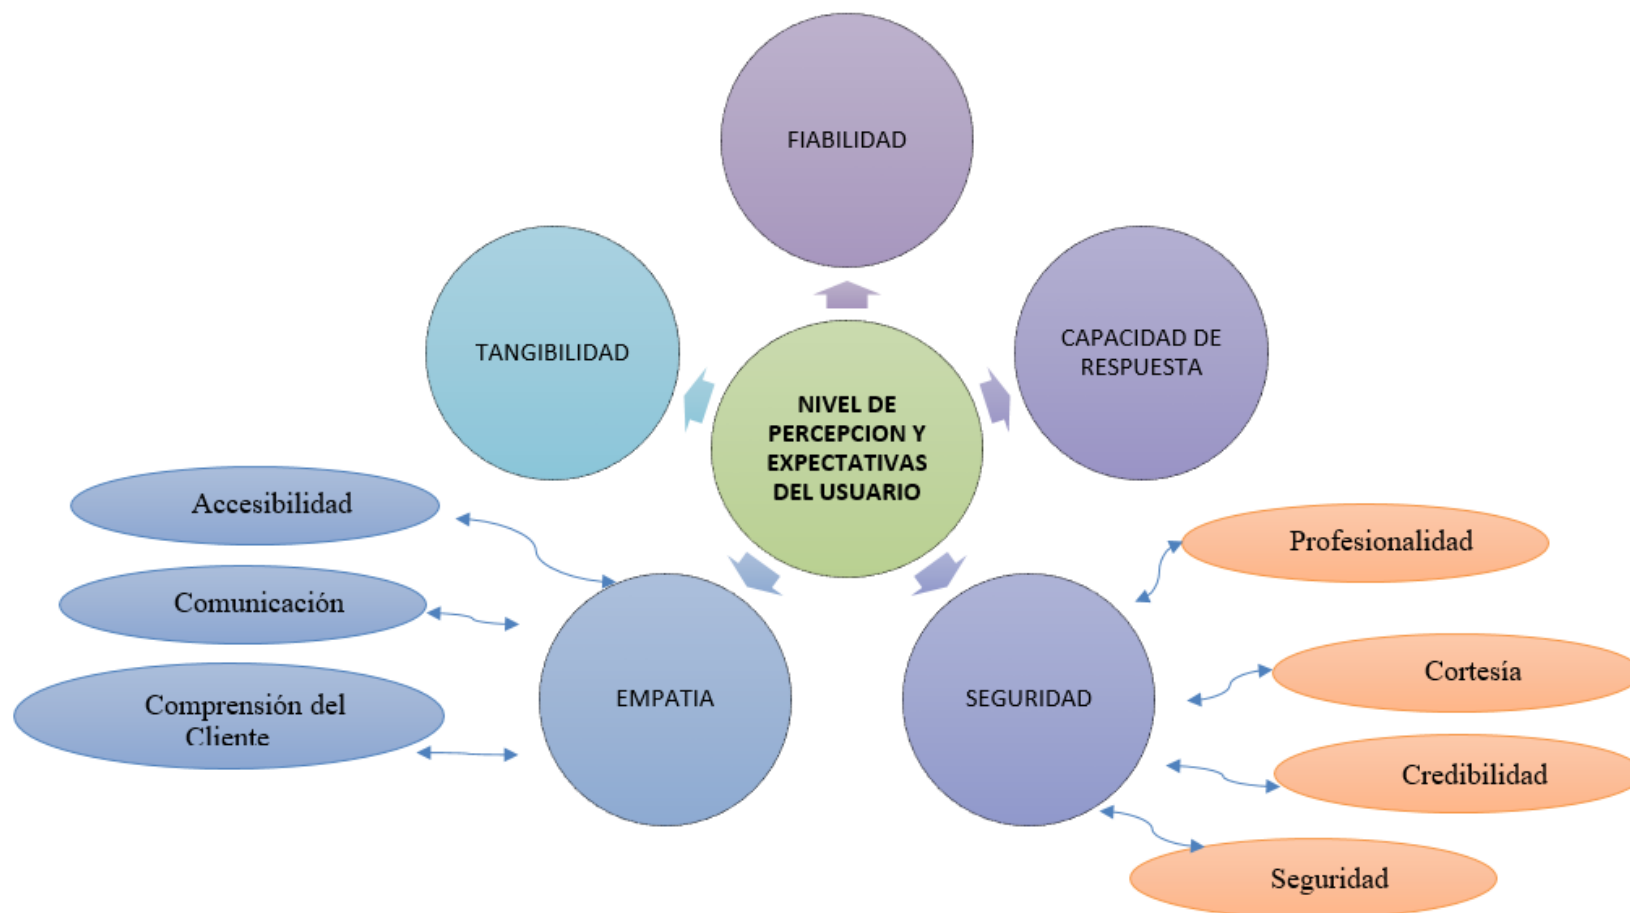 FIABILIDAD
TANGIBILIDAD
CAPACIDAD DE
RESPUESTA
NIVEL DE
PERCEPCION Y
EXPECTATIVAS
DEL USUARIO
Accesibilidad
Comunicación
Comprensión del
Cliente
EMPATIA
SEGURIDAD
Profesionalidad
Cortesía
Credibilidad
Seguridad